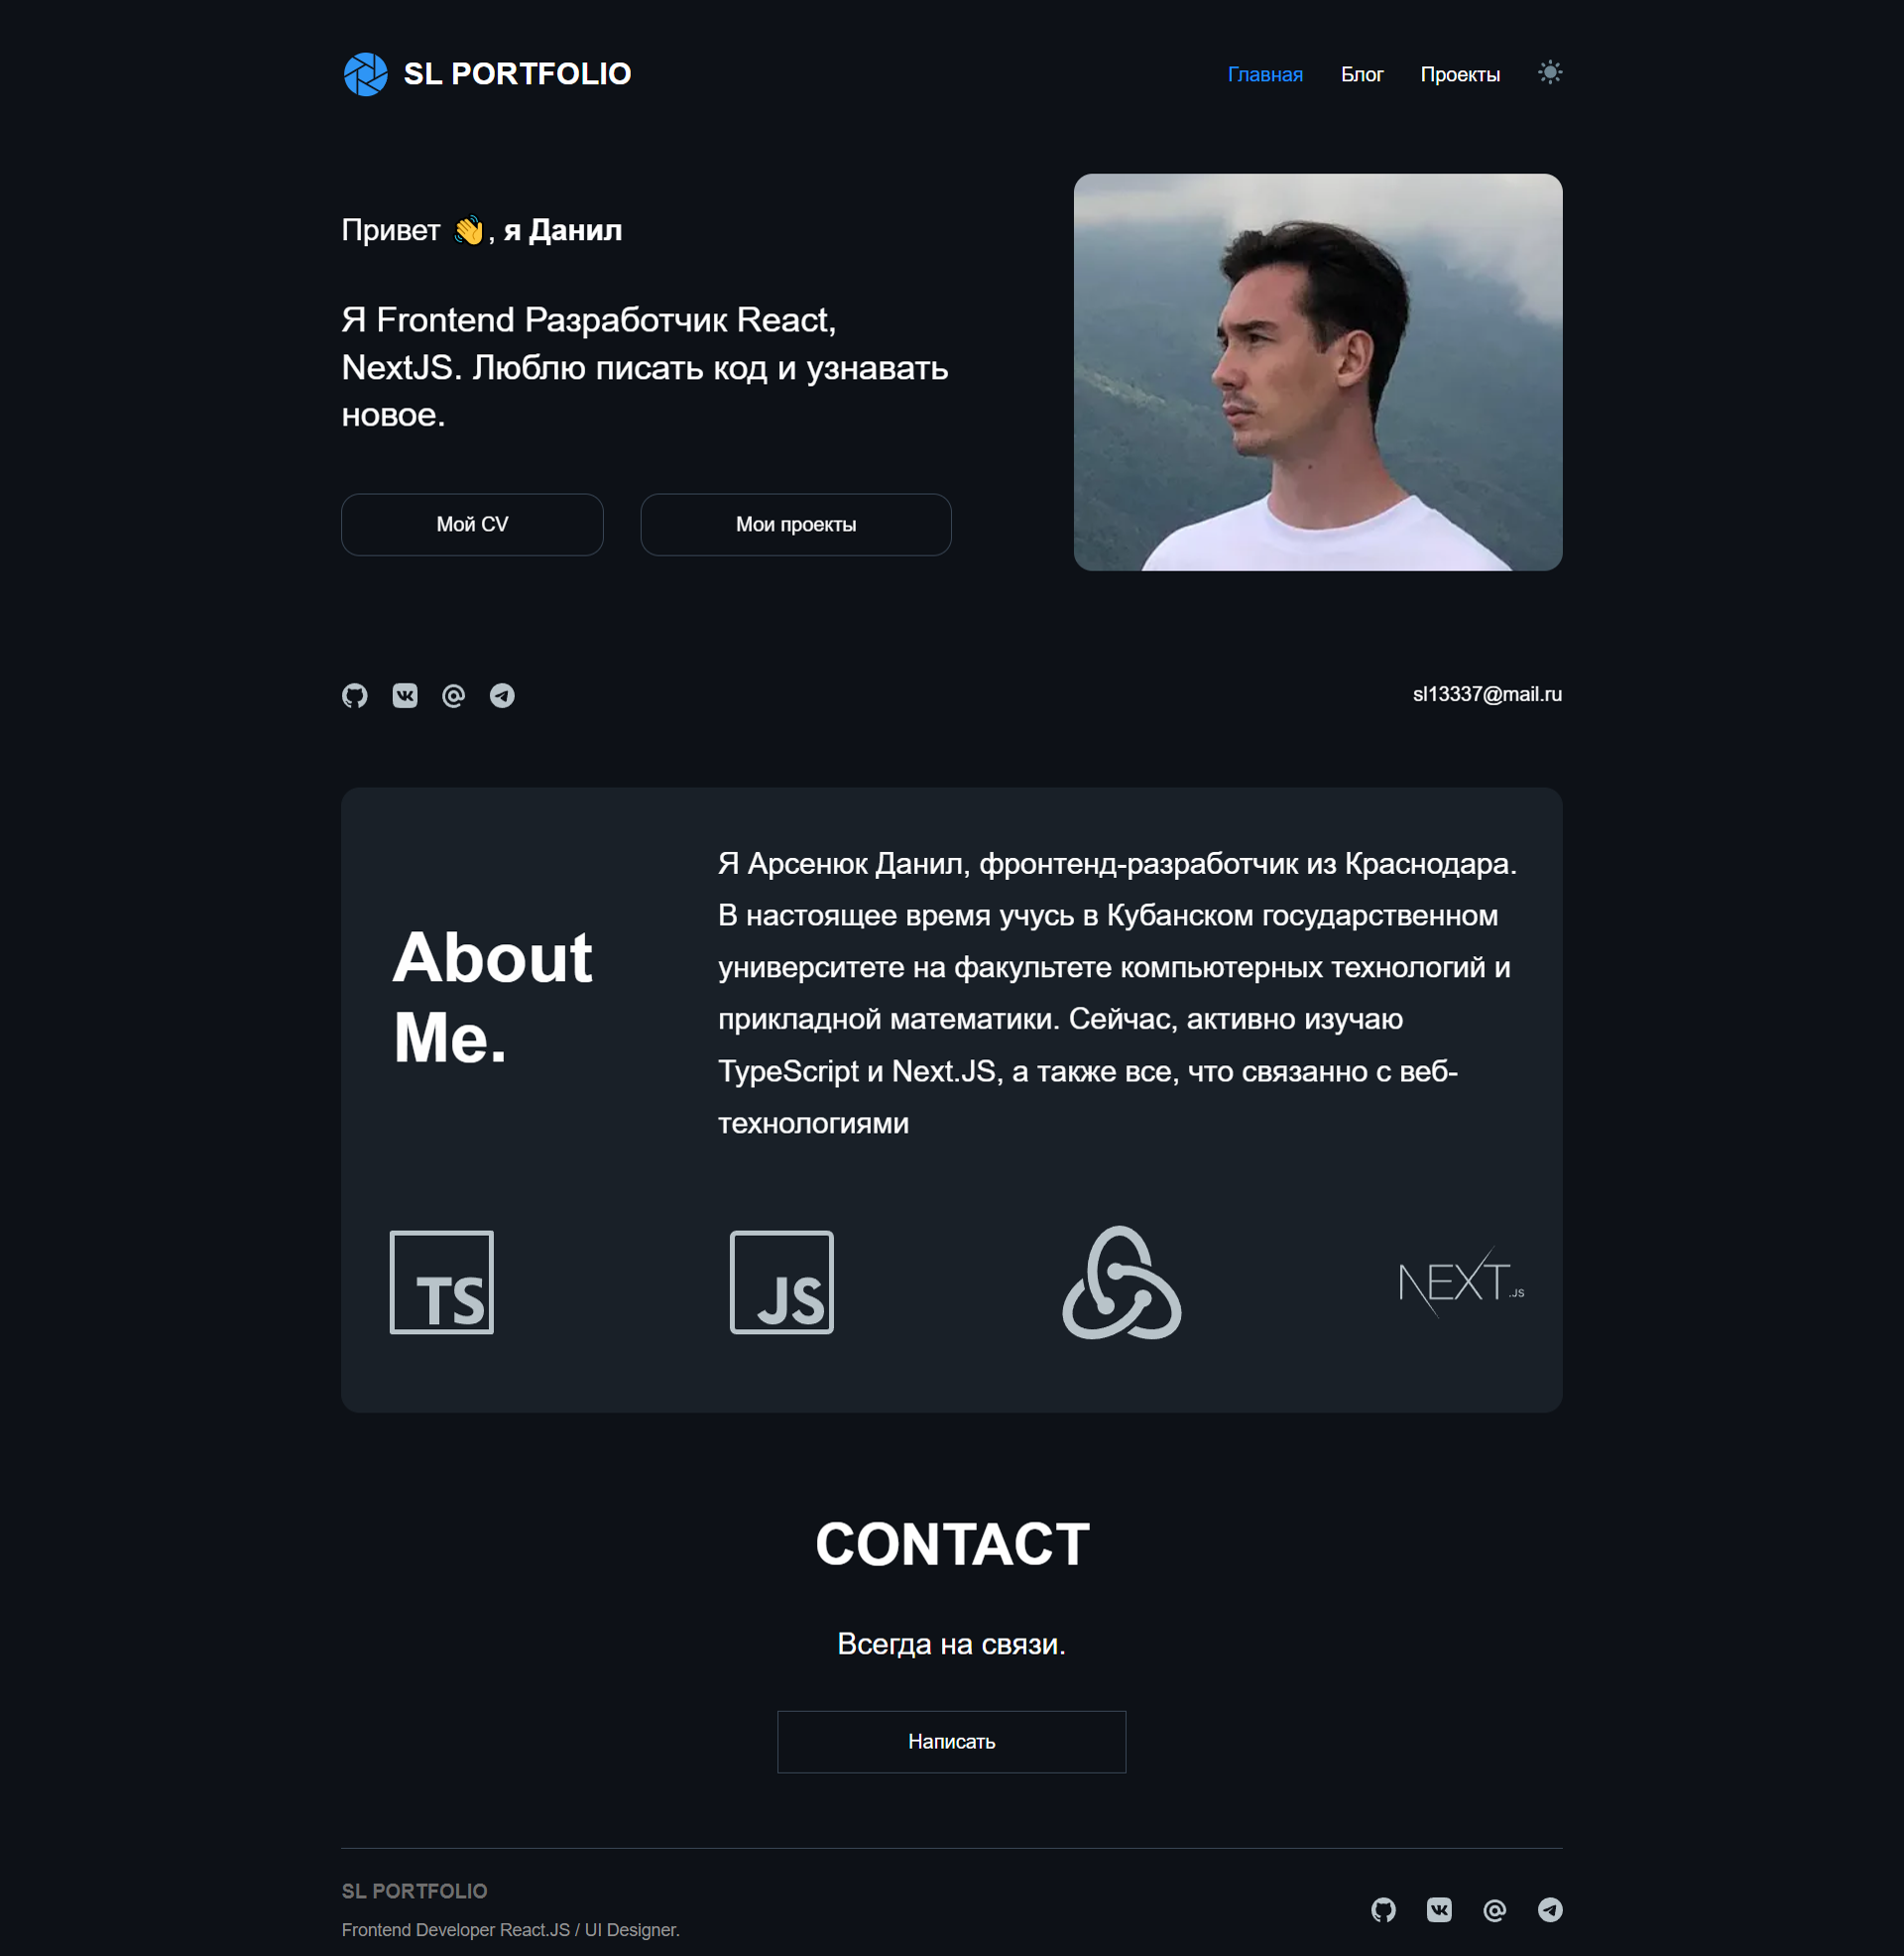 SL PORTFOLIO
Главная
Блог
Проекты
Привет 👋, я Данил
Я Frontend Разработчик React,
NextJS. Люблю писать код и узнавать
новое.
Мой CV
Мои проекты
sl13337@mail.ru
About
Me.
Я Арсенюк Данил, фронтенд-разработчик из Краснодара.
В настоящее время учусь в Кубанском государственном
университете на факультете компьютерных технологий и
прикладной математики. Сейчас, активно изучаю
TypeScript и Next.JS, а также все, что связанно с веб-
технологиями
TS
JS
NEXT.JS
CONTACT
Всегда на связи.
Написать
SL PORTFOLIO
Frontend Developer React.JS / UI Designer.